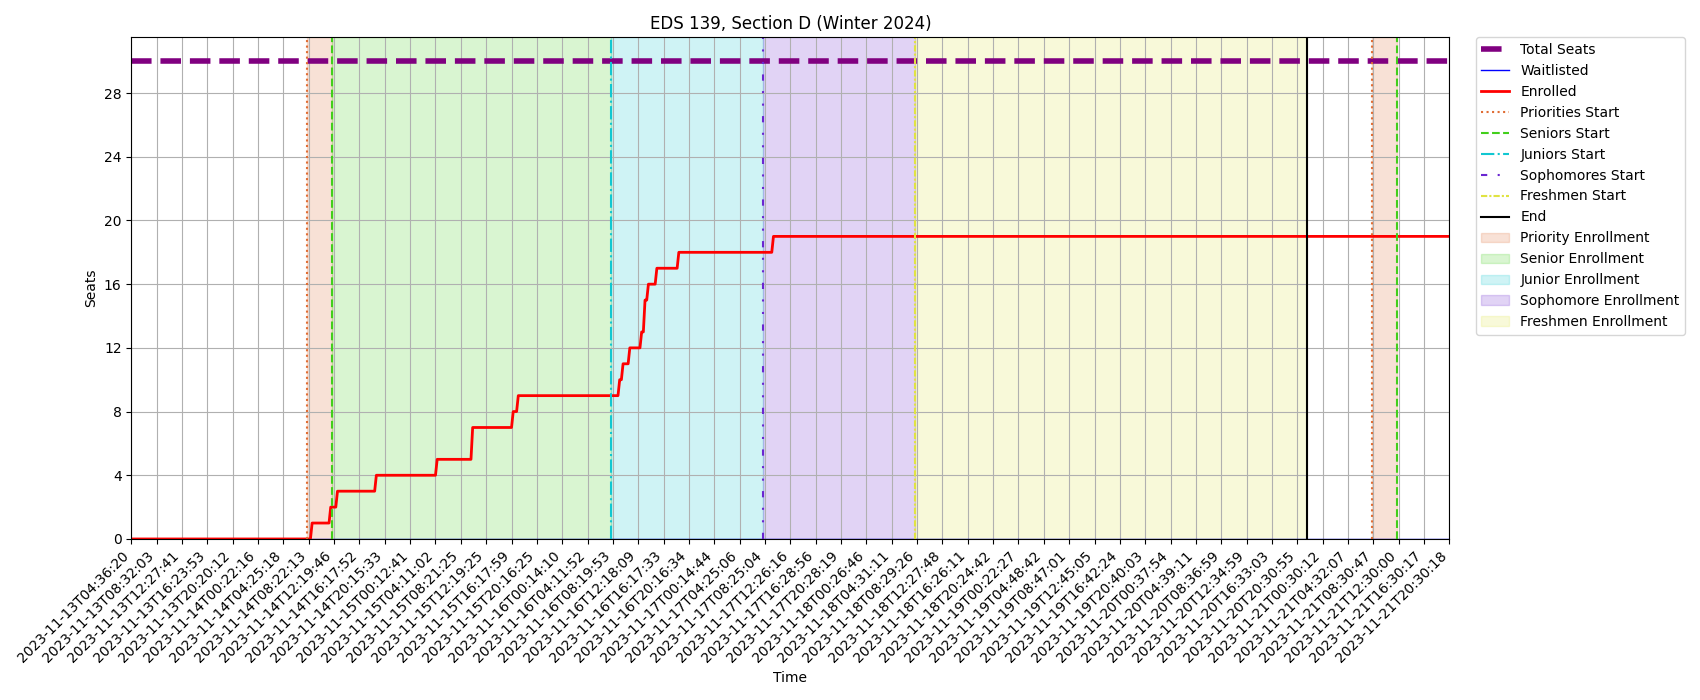 EDS 139, Section D (Winter 2024)
Seats
28
24
20
16
12
8
4
0
2023-11-13T04:36:20
2023-11-13T08:32:03
2023-11-13T12:27:41
2023-11-13T16:23:53
2023-11-13T20:20:12
2023-11-14T00:22:16
2023-11-14T04:25:18
2023-11-14T08:22:13
2023-11-14T12:19:46
2023-11-14T16:17:52
2023-11-14T20:15:33
2023-11-15T00:12:41
2023-11-15T04:11:02
2023-11-15T08:21:25
2023-11-15T12:19:25
2023-11-15T16:17:59
2023-11-15T20:16:25
2023-11-16T00:14:10
2023-11-16T04:11:52
2023-11-16T08:19:53
2023-11-16T12:18:09
2023-11-16T16:17:33
2023-11-16T20:16:34
2023-11-17T00:14:44
2023-11-17T04:25:06
2023-11-17T08:25:04
2023-11-17T12:26:16
2023-11-17T16:28:56
2023-11-17T20:28:19
2023-11-18T00:26:46
2023-11-18T04:31:11
2023-11-18T08:29:26
2023-11-18T12:27:48
2023-11-18T16:26:11
2023-11-18T20:24:42
2023-11-19T00:22:27
2023-11-19T04:48:42
2023-11-19T08:47:01
2023-11-19T12:45:05
2023-11-19T16:42:24
2023-11-19T20:40:03
2023-11-20T00:37:54
2023-11-20T04:39:11
2023-11-20T08:36:59
2023-11-20T12:34:59
2023-11-20T16:33:03
2023-11-20T20:30:55
2023-11-21T00:30:12
2023-11-21T04:32:07
2023-11-21T08:30:47
2023-11-21T12:30:00
2023-11-21T16:30:17
2023-11-21T20:30:18
Time
Total Seats
Waitlisted
Enrolled
Priorities Start
Seniors Start
Juniors Start
Sophomores Start
Freshmen Start
End
Priority Enrollment
Senior Enrollment
Junior Enrollment
Sophomore Enrollment
Freshmen Enrollment